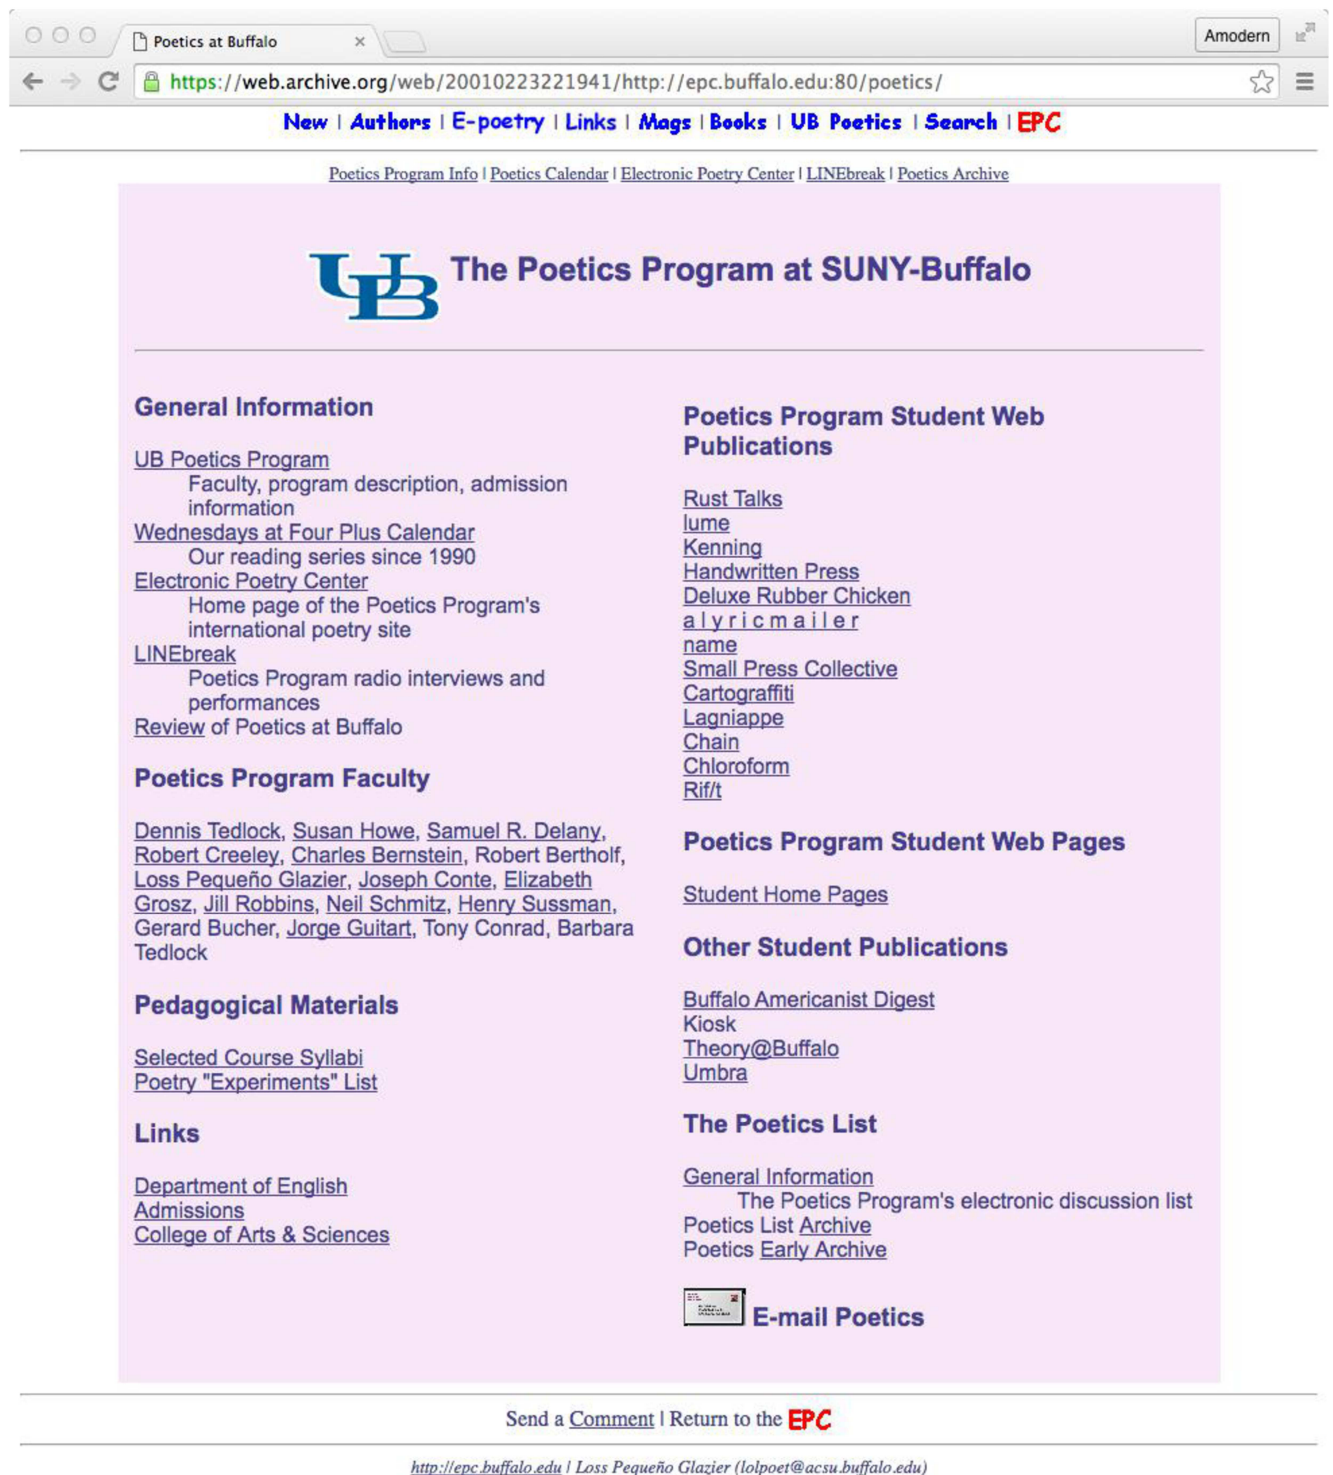 Poetics at Buffalo
Amodern
https://web.archive.org/web/20010223221941/http://epc.buffalo.edu:80/poetics/
New | Authors | E-poetry | Links | Mags | Books | UB Poetics | Search | EPC
Poetics Program Info | Poetics Calendar | Electronic Poetry Center | LINEbreak | Poetics Archive
UB The Poetics Program at SUNY-Buffalo
General Information
UB Poetics Program
Faculty, program description, admission
information
Wednesdays at Four Plus Calendar
Our reading series since 1990
Electronic Poetry Center
Home page of the Poetics Program's
international poetry site
LINEbreak
Poetics Program radio interviews and
performances
Review of Poetics at Buffalo
Poetics Program Faculty
Dennis Tedlock, Susan Howe, Samuel R. Delany,
Robert Creeley, Charles Bernstein, Robert Bertholf,
Loss Pequeño Glazier, Joseph Conte, Elizabeth
Grosz, Jill Robbins, Neil Schmitz, Henry Sussman,
Gerard Bucher, Jorge Guitart, Tony Conrad, Barbara
Tedlock
Pedagogical Materials
Selected Course Syllabi
Poetry "Experiments" List
Links
Department of English
Admissions
College of Arts & Sciences
Poetics Program Student Web
Publications
Rust Talks
lume
Kenning
Handwritten Press
Deluxe Rubber Chicken
a l y r i c m a i l e r
name
Small Press Collective
Cartograffiti
Lagniappe
Chain
Chloroform
Rif/t
Poetics Program Student Web Pages
Student Home Pages
Other Student Publications
Buffalo Americanist Digest
Kiosk
Theory@Buffalo
Umbra
The Poetics List
General Information
The Poetics Program's electronic discussion list
Poetics List Archive
Poetics Early Archive
E-mail Poetics
Send a Comment | Return to the EPC
http://epc.buffalo.edu | Loss Pequeño Glazier (lolpoet@acsu.buffalo.edu)